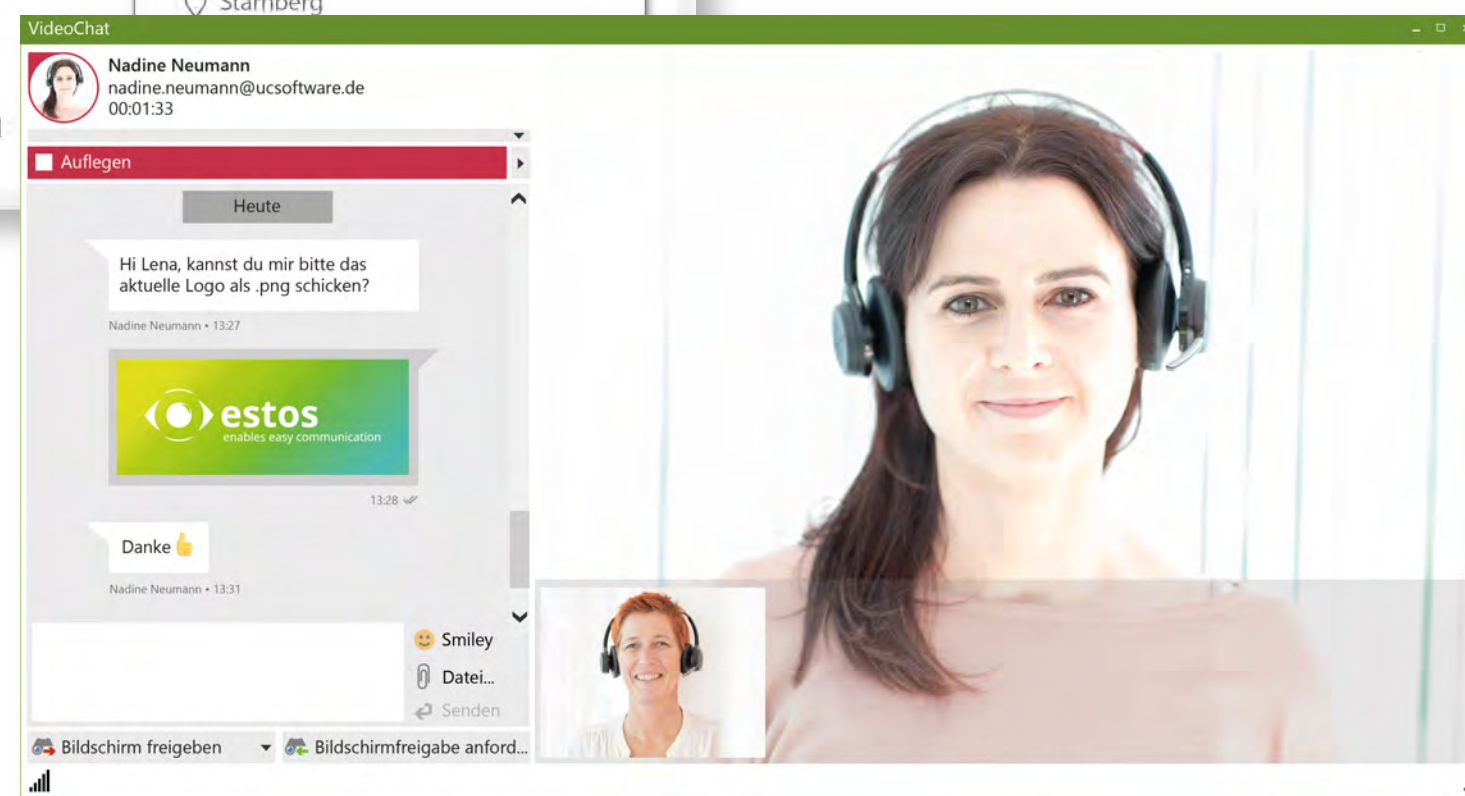 Starnberg
VideoChat
Nadine Neumann
nadine.neumann@ucsoftware.de
00:01:33
Auflegen
Heute
Hi Lena, kannst du mir bitte das
aktuelle Logo als .png schicken?
Nadine Neumann • 13:27
estos
enables easy communication
13:28
Danke 👍
Nadine Neumann • 13:31
Smiley
Datei...
Senden
Bildschirm freigeben
Bildschirmfreigabe anford...